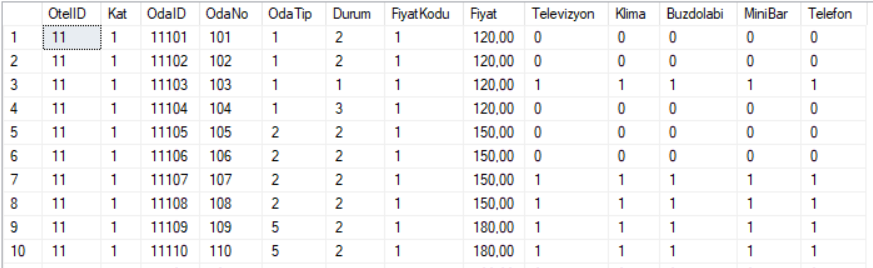 OtelID Kat OdaID OdaNo OdaTip Durum FiyatKodu Fiyat Televizyon Klima Buzdolabi MiniBar Telefon
1 11 1 11101 101 1 2 1 120,00 0 0 0 0 0
2 11 1 11102 102 1 2 1 120,00 0 0 0 0 0
3 11 1 11103 103 1 1 1 120,00 1 1 1 1 1
4 11 1 11104 104 1 3 1 120,00 0 0 0 0 0
5 11 1 11105 105 2 2 1 150,00 0 0 0 0 0
6 11 1 11106 106 2 2 1 150,00 0 0 0 0 0
7 11 1 11107 107 2 2 1 150,00 1 1 1 1 1
8 11 1 11108 108 2 2 1 150,00 1 1 1 1 1
9 11 1 11109 109 5 2 1 180,00 1 1 1 1 1
10 11 1 11110 110 5 2 1 180,00 1 1 1 1 1